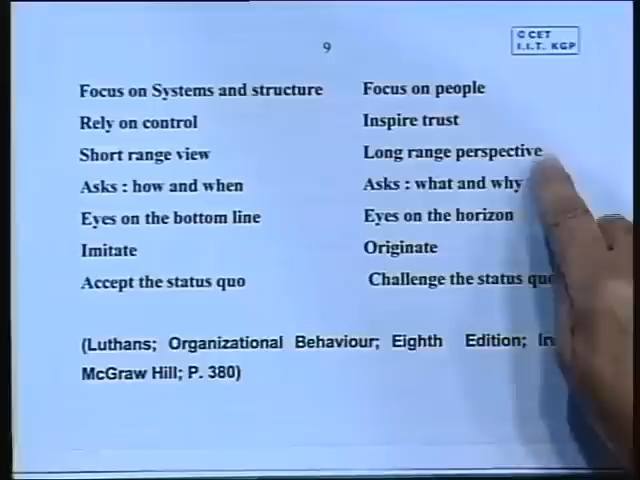 9
© CET
I.I.T. KGP
Focus on Systems and structure Focus on people
Rely on control Inspire trust
Short range view Long range perspective
Asks : how and when Asks : what and why
Eyes on the bottom line Eyes on the horizon
Imitate Originate
Accept the status quo Challenge the status quo
(Luthans; Organizational Behaviour; Eighth Edition;
McGraw Hill; P. 380)